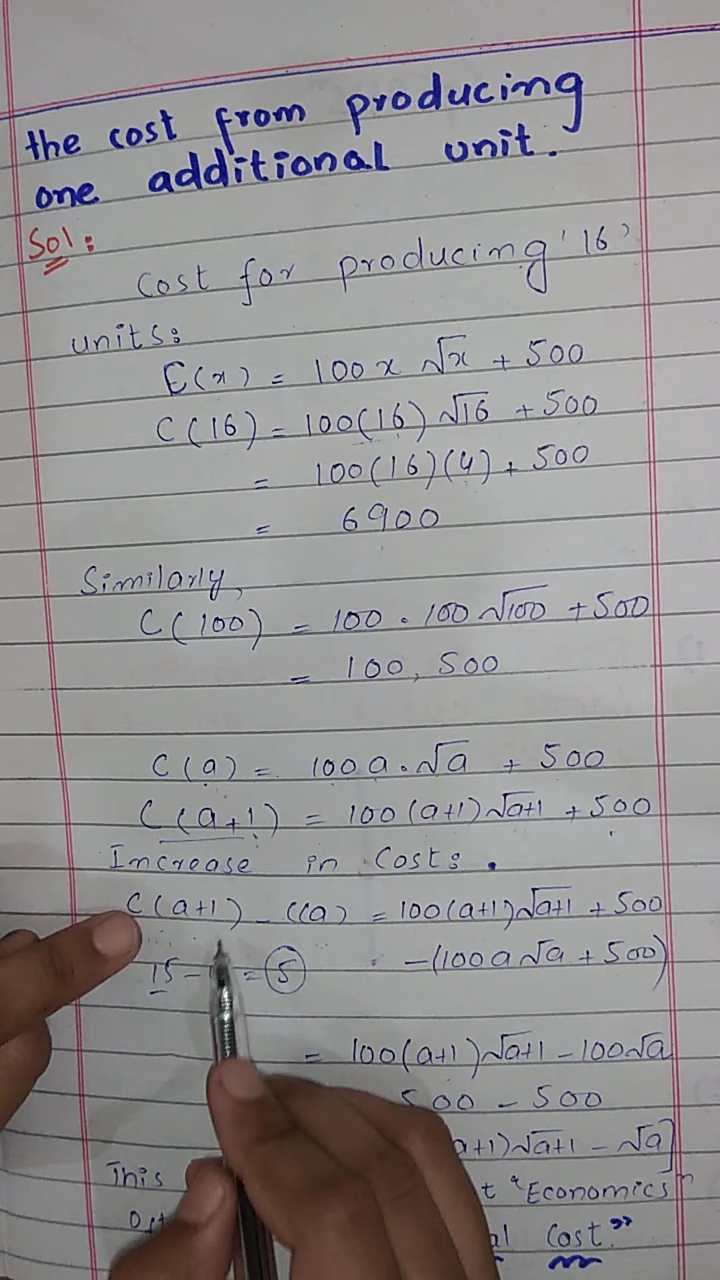 the cost from producing
one additional unit.
Sol:
Cost for producing '16'
units:
C(x) = 100x √x + 500
C(16) = 100(16) √16 + 500
= 100(16)(4) + 500
= 6900
Similarly,
C(100) = 100 . 100 √100 + 500
= 100,500
C(a) = 100a.√a + 500
C(a+1) = 100(a+1)√a+1 + 500
Increase in Cost:
C(a+1) - C(a) = 100(a+1)√a+1 + 500
- (100a√a + 500)
15 - = 5
= 100(a+1)√a+1 - 100√a
500 - 500
a+1)√a+1 - √a]
This t "Economics"
Cost."